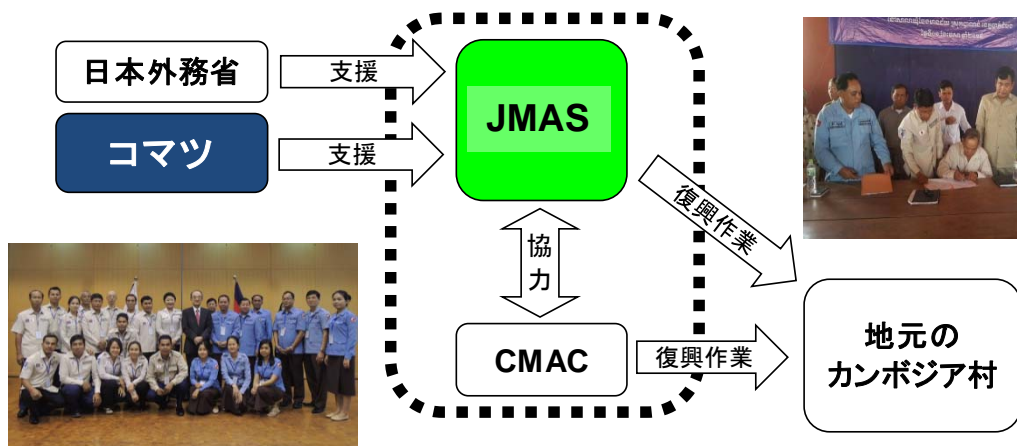 日本外務省
支援
コマツ
支援
JMAS
協
力
CMAC
復興作業
復興作業
地元の
カンボジア村